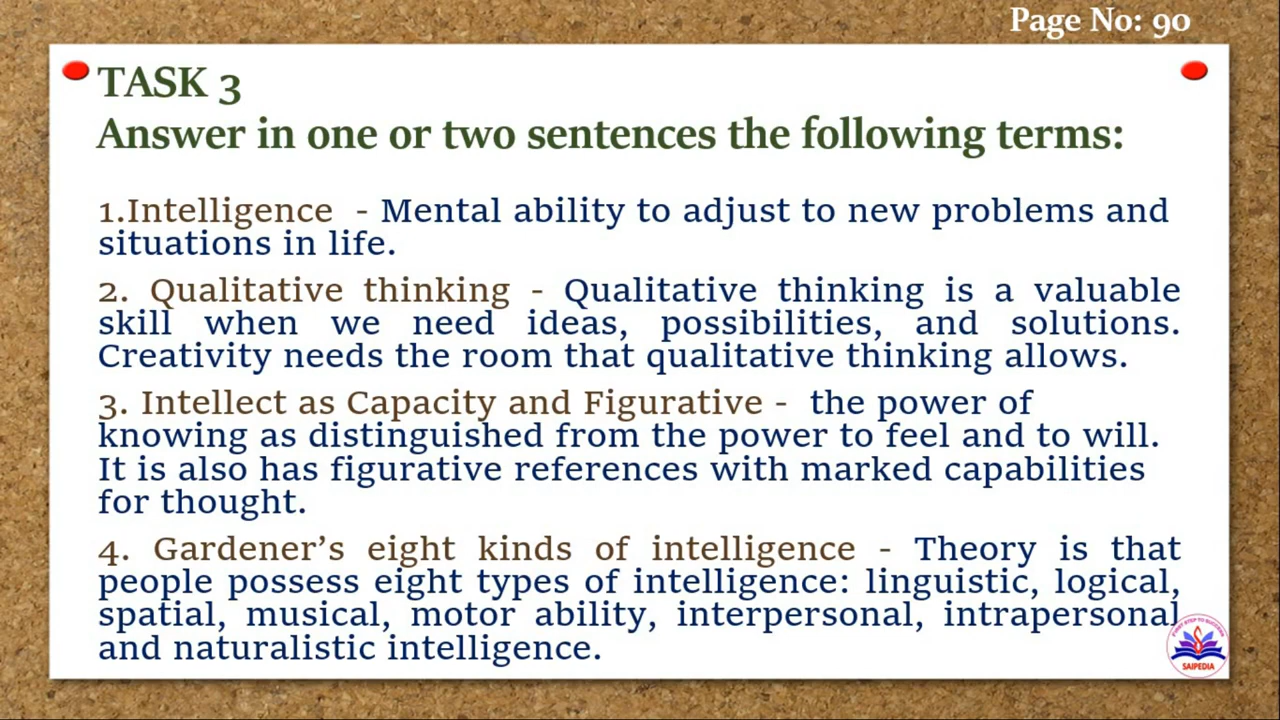 Page No: 90
TASK 3
Answer in one or two sentences the following terms:
1.Intelligence - Mental ability to adjust to new problems and
situations in life.
2. Qualitative thinking - Qualitative thinking is a valuable
skill when we need ideas, possibilities, and solutions.
Creativity needs the room that qualitative thinking allows.
3. Intellect as Capacity and Figurative - the power of
knowing as distinguished from the power to feel and to will.
It is also has figurative references with marked capabilities
for thought.
4. Gardener's eight kinds of intelligence - Theory is that
people possess eight types of intelligence: linguistic, logical,
spatial, musical, motor ability, interpersonal, intrapersonal
and naturalistic intelligence.
FIRST STEP TO SUCCESS
SAIPEDIA